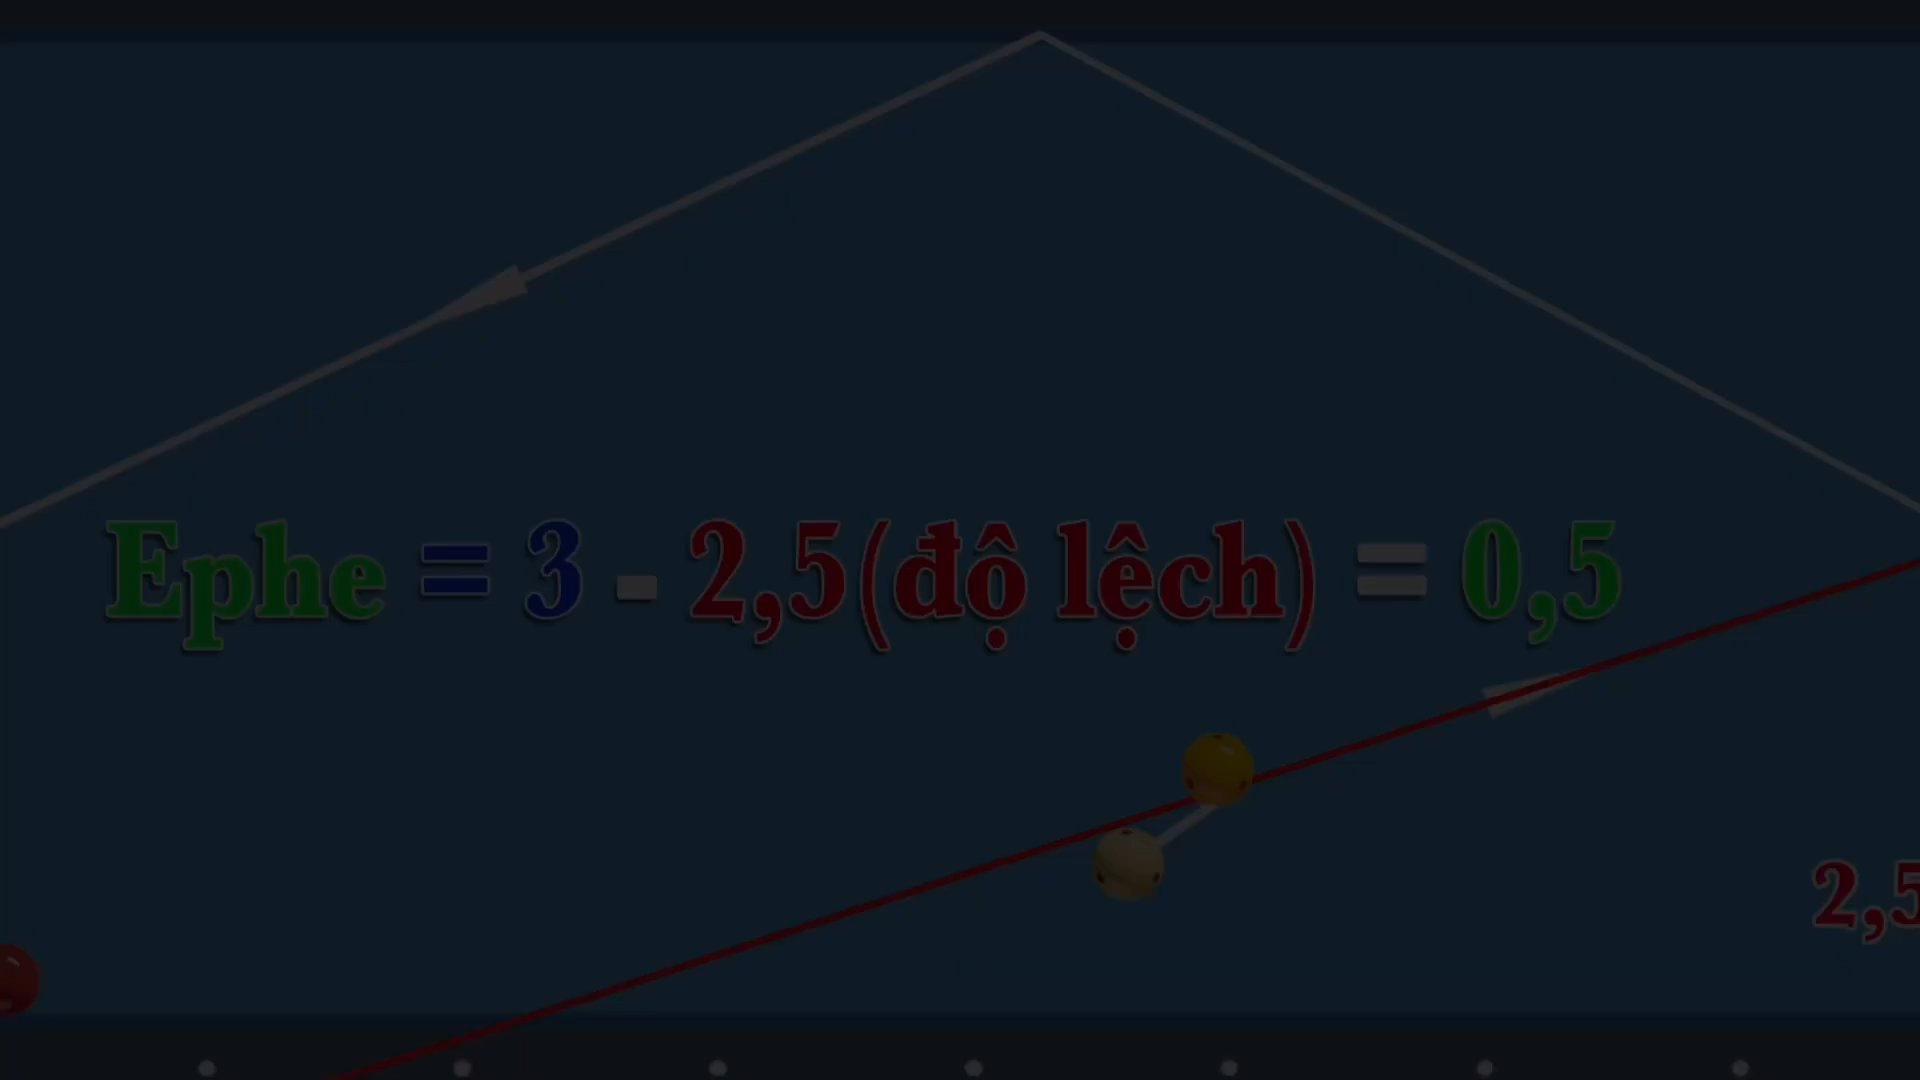 Ephe = 3 - 2,5(độ lệch) = 0,5
2,5